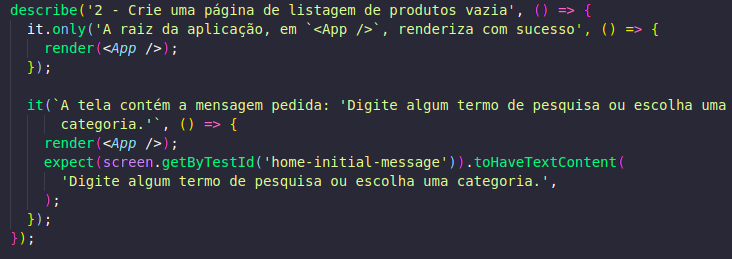 describe('2 - Crie uma página de listagem de produtos vazia', () => {
  it.only('A raiz da aplicação, em `<App />`, renderiza com sucesso', () => {
    render(<App />);
  });

  it(`A tela contém a mensagem pedida: 'Digite algum termo de pesquisa ou escolha uma
      categoria.'`, () => {
    render(<App />);
    expect(screen.getByTestId('home-initial-message')).toHaveTextContent(
      'Digite algum termo de pesquisa ou escolha uma categoria.',
    );
  });
});